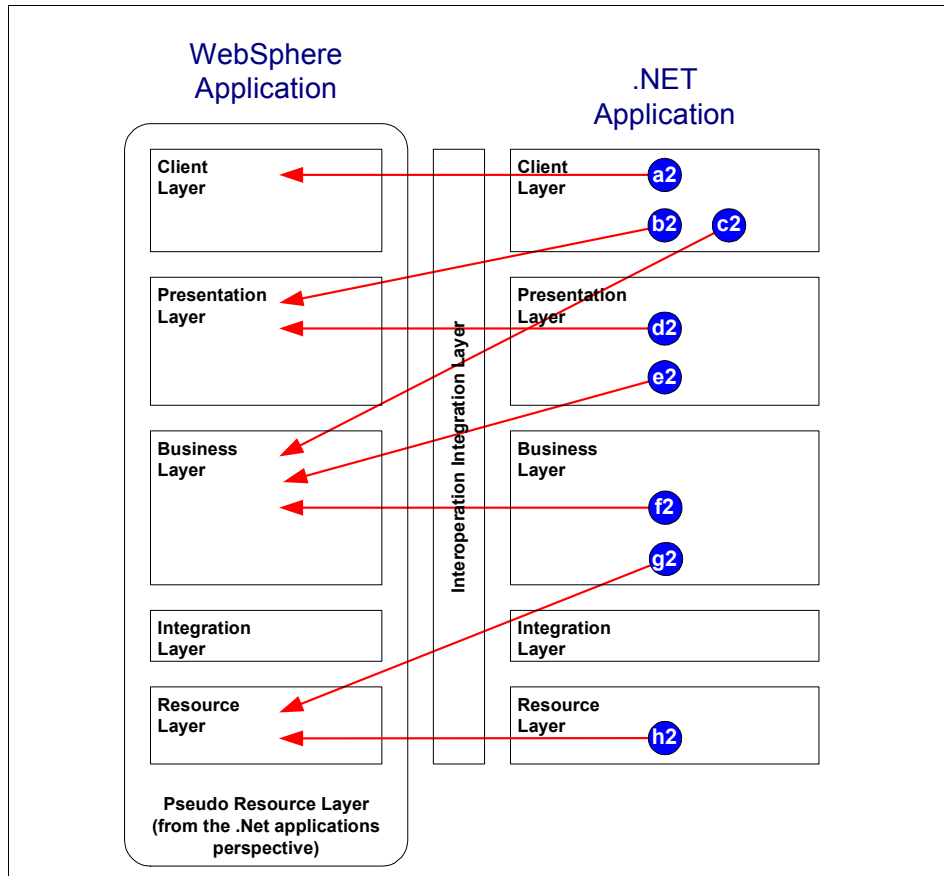 WebSphere
Application
.NET
Application
Client
Layer
Client
Layer
a2
b2
c2
Presentation
Layer
Presentation
Layer
d2
e2
Interoperation Integration Layer
Business
Layer
Business
Layer
f2
g2
Integration
Layer
Integration
Layer
Resource
Layer
Resource
Layer
h2
Pseudo Resource Layer
(from the .Net applications
perspective)